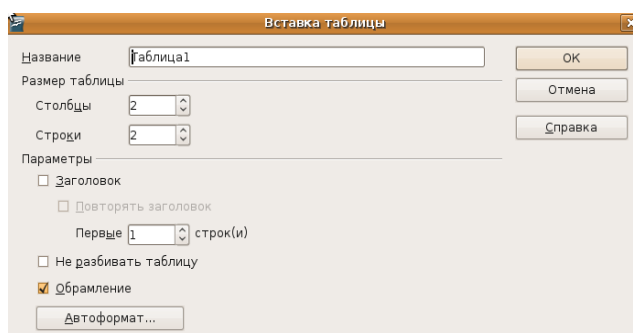 Вставка таблицы
Название Таблица1
Размер таблицы
Столбцы 2
Строки 2
Параметры
Заголовок
Повторять заголовок
Первые 1 строк(и)
Не разбивать таблицу
Обрамление
Автоформат...
ОК
Отмена
Справка